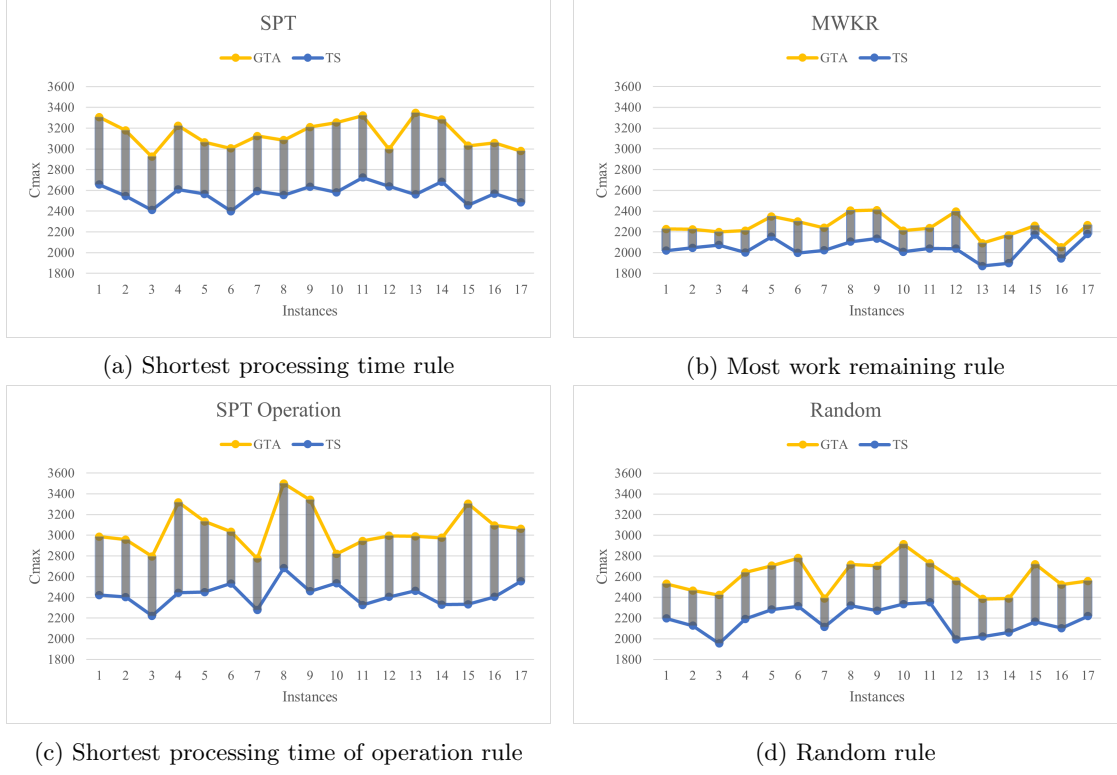 SPT
GTA TS
3600
3400
3200
3000
2800
2600
2400
2200
2000
1800
Cmax
1 2 3 4 5 6 7 8 9 10 11 12 13 14 15 16 17
Instances
(a) Shortest processing time rule
MWKR
GTA TS
3600
3400
3200
3000
2800
2600
2400
2200
2000
1800
Cmax
1 2 3 4 5 6 7 8 9 10 11 12 13 14 15 16 17
Instances
(b) Most work remaining rule
SPT Operation
GTA TS
3600
3400
3200
3000
2800
2600
2400
2200
2000
1800
Cmax
1 2 3 4 5 6 7 8 9 10 11 12 13 14 15 16 17
Instances
(c) Shortest processing time of operation rule
Random
GTA TS
3600
3400
3200
3000
2800
2600
2400
2200
2000
1800
Cmax
1 2 3 4 5 6 7 8 9 10 11 12 13 14 15 16 17
Instances
(d) Random rule